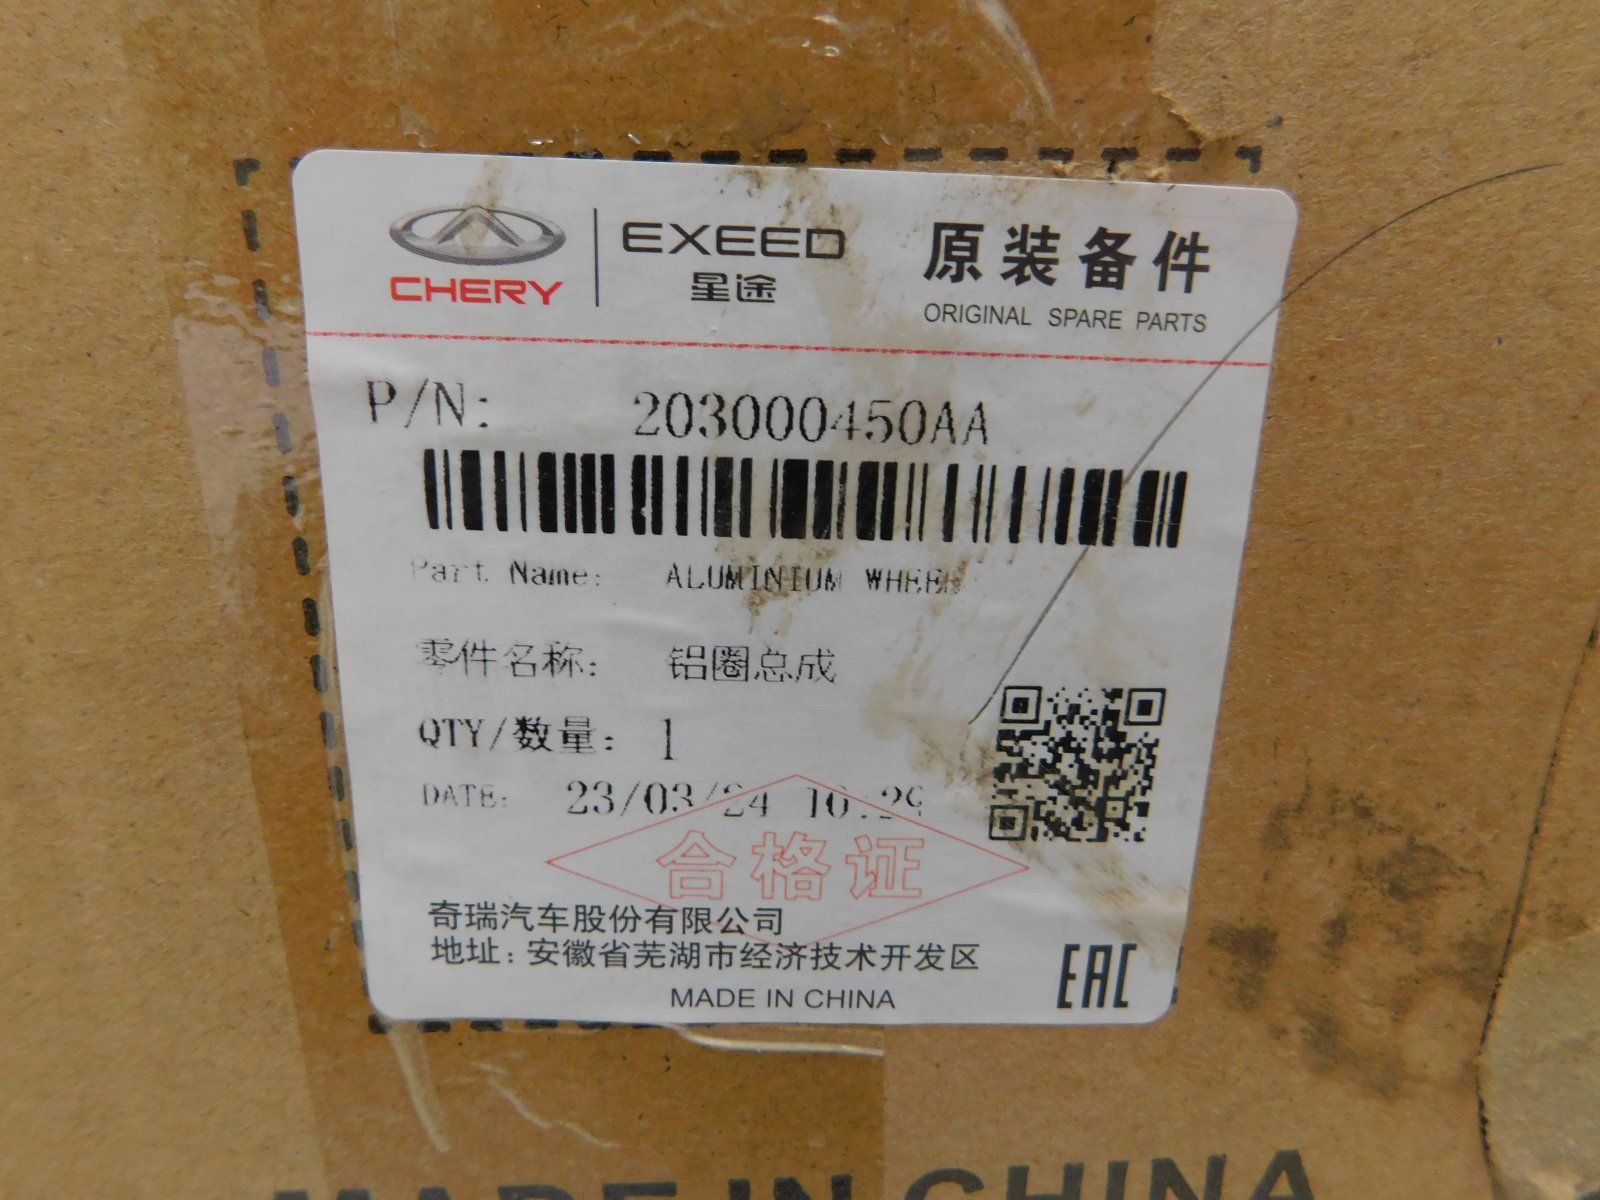 CHERY
EXEED
星途
原装备件
ORIGINAL SPARE PARTS
P/N: 203000450AA
Part Name: ALUMINIUM WHEEL
零件名称: 铝圈总成
QTY/数量: 1
DATE: 23/03/24 16:29
合格证
奇瑞汽车股份有限公司
地址：安徽省芜湖市经济技术开发区
MADE IN CHINA
EAC
MADE IN CHINA